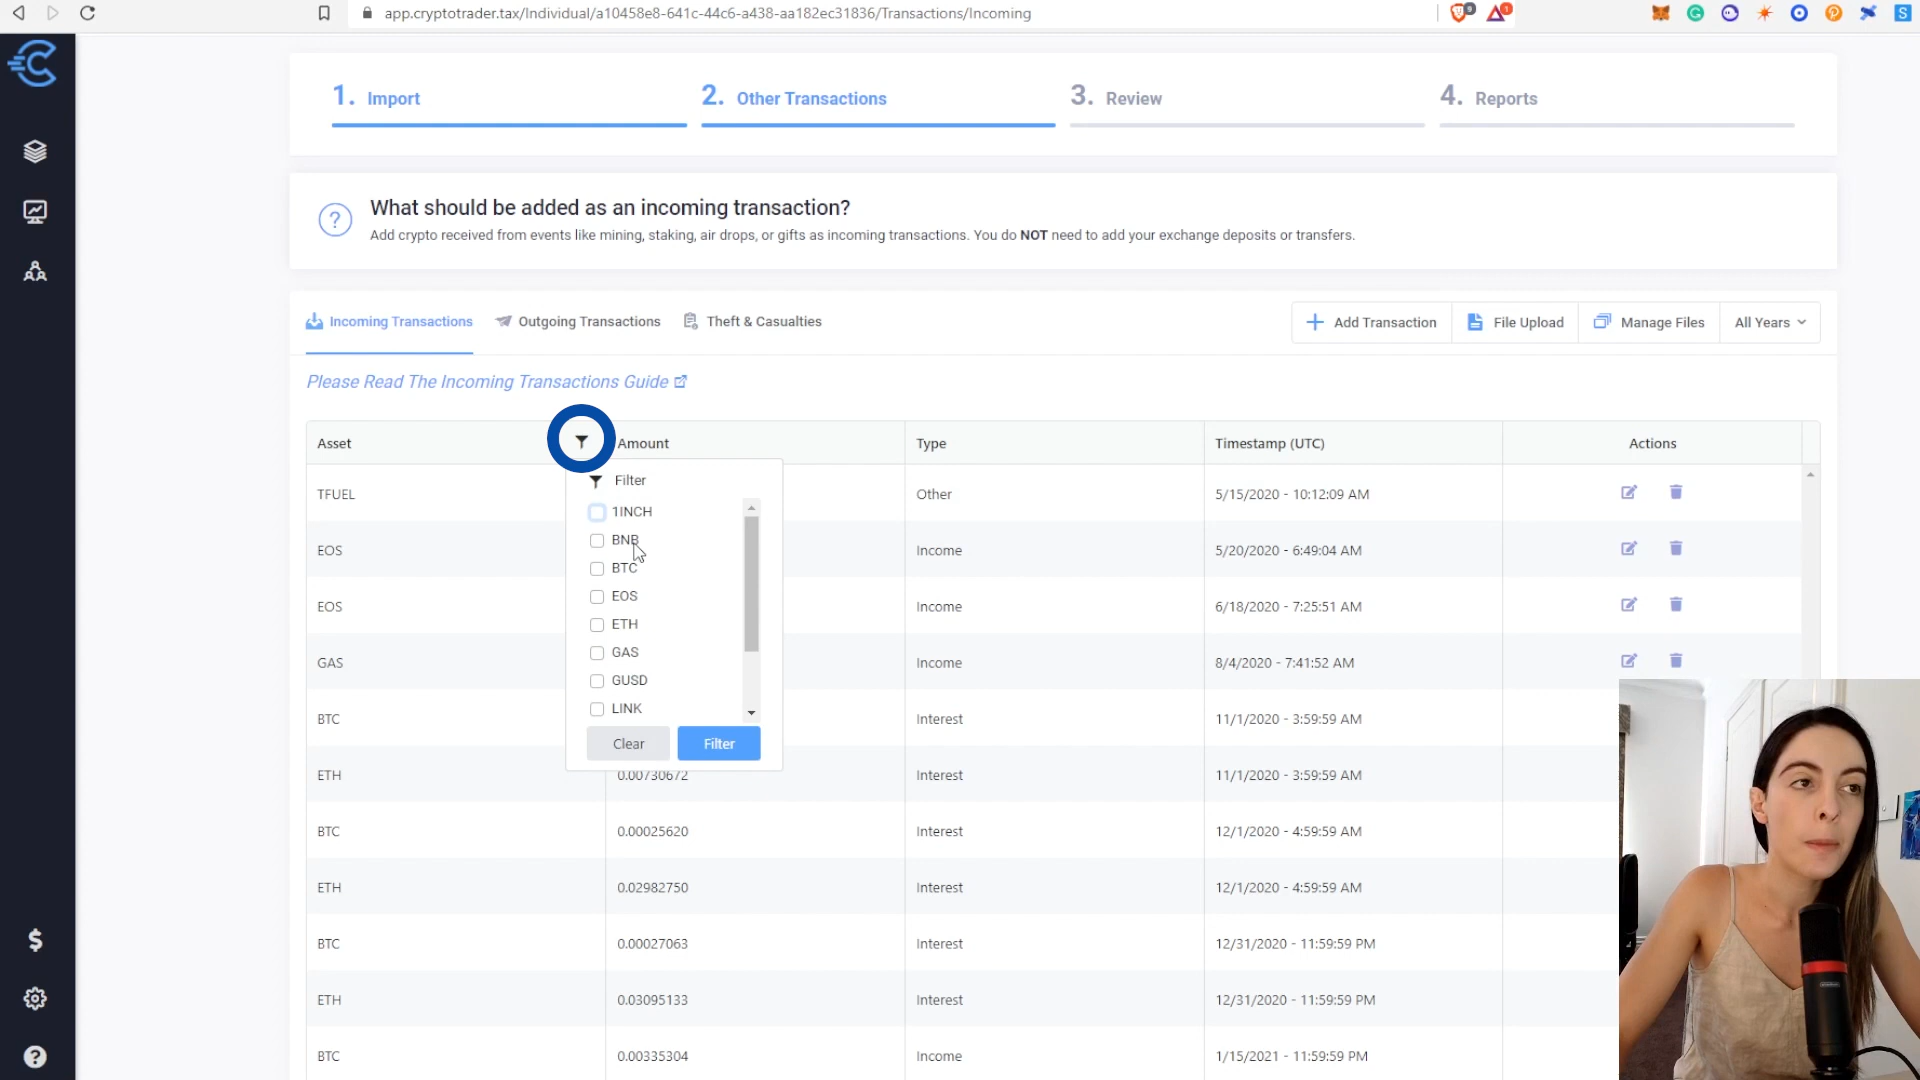 app.cryptotrader.tax/Individual/a10458e8-641c-44c6-a438-aa182ec31836/Transactions/Incoming
1. Import
2. Other Transactions
3. Review
4. Reports
What should be added as an incoming transaction?
Add crypto received from events like mining, staking, air drops, or gifts as incoming transactions. You do NOT need to add your exchange deposits or transfers.
Incoming Transactions
Outgoing Transactions
Theft & Casualties
Add Transaction
File Upload
Manage Files
All Years
Please Read The Incoming Transactions Guide
Asset Amount Type Timestamp (UTC) Actions
Filter
1INCH
BNB
BTC
EOS
ETH
GAS
GUSD
LINK
Clear Filter
TFUEL Other 5/15/2020 - 10:12:09 AM
EOS Income 5/20/2020 - 6:49:04 AM
EOS Income 6/18/2020 - 7:25:51 AM
GAS Income 8/4/2020 - 7:41:52 AM
BTC Interest 11/1/2020 - 3:59:59 AM
ETH 0.00730672 Interest 11/1/2020 - 3:59:59 AM
BTC 0.00025620 Interest 12/1/2020 - 4:59:59 AM
ETH 0.02982750 Interest 12/1/2020 - 4:59:59 AM
BTC 0.00027063 Interest 12/31/2020 - 11:59:59 PM
ETH 0.03095133 Interest 12/31/2020 - 11:59:59 PM
BTC 0.00335304 Income 1/15/2021 - 11:59:59 PM